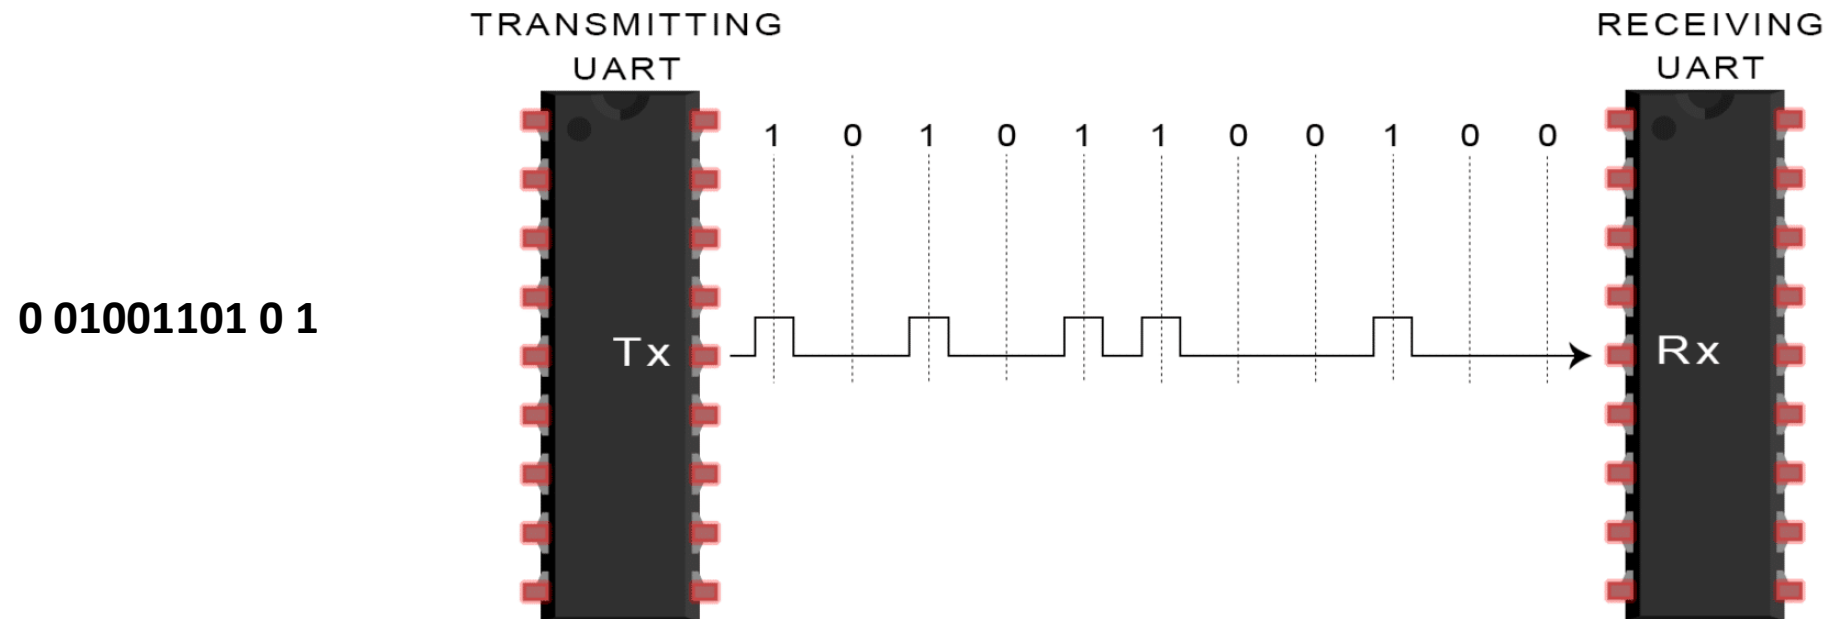 TRANSMITTING
UART
RECEIVING
UART
1 0 1 0 1 1 0 0 1 0 0
0 01001101 0 1
Tx
Rx